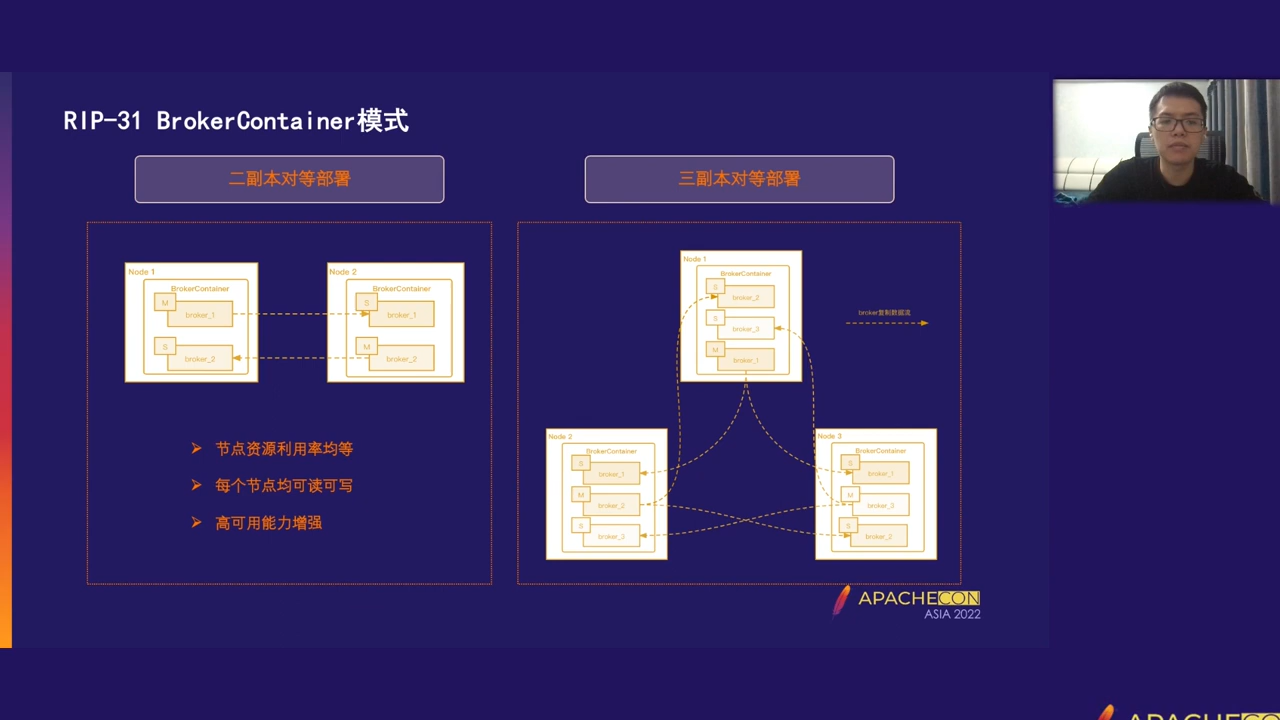 RIP-31 BrokerContainer模式
二副本对等部署
三副本对等部署
Node 1
BrokerContainer
M
broker_1
S
broker_2
Node 2
BrokerContainer
S
broker_1
M
broker_2
节点资源利用率均等
每个节点均可读可写
高可用能力增强
Node 1
BrokerContainer
S
broker_2
S
broker_3
M
broker_1
broker复制数据流
Node 2
BrokerContainer
S
broker_1
M
broker_2
S
broker_3
Node 3
BrokerContainer
S
broker_1
M
broker_3
S
broker_2
APACHECON
ASIA 2022